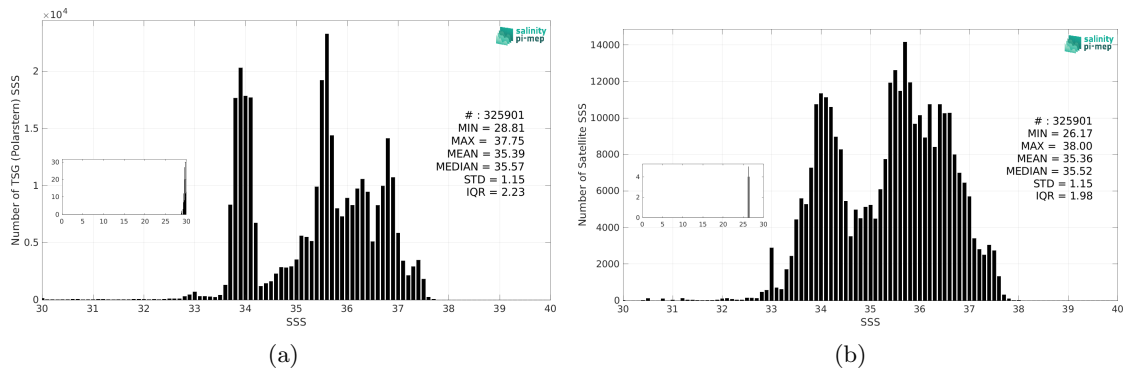 ×10⁴
salinity
pi-mep
Number of TSG (Polarstern) SSS
2
1.5
1
0.5
0
# : 325901
MIN = 28.81
MAX = 37.75
MEAN = 35.39
MEDIAN = 35.57
STD = 1.15
IQR = 2.23
30
20
10
0
0 5 10 15 20 25 30
30 31 32 33 34 35 36 37 38 39 40
SSS
(a)
salinity
pi-mep
Number of Satellite SSS
14000
12000
10000
8000
6000
4000
2000
0
# : 325901
MIN = 26.17
MAX = 38.00
MEAN = 35.36
MEDIAN = 35.52
STD = 1.15
IQR = 1.98
4
2
0
0 5 10 15 20 25 30
30 31 32 33 34 35 36 37 38 39 40
SSS
(b)